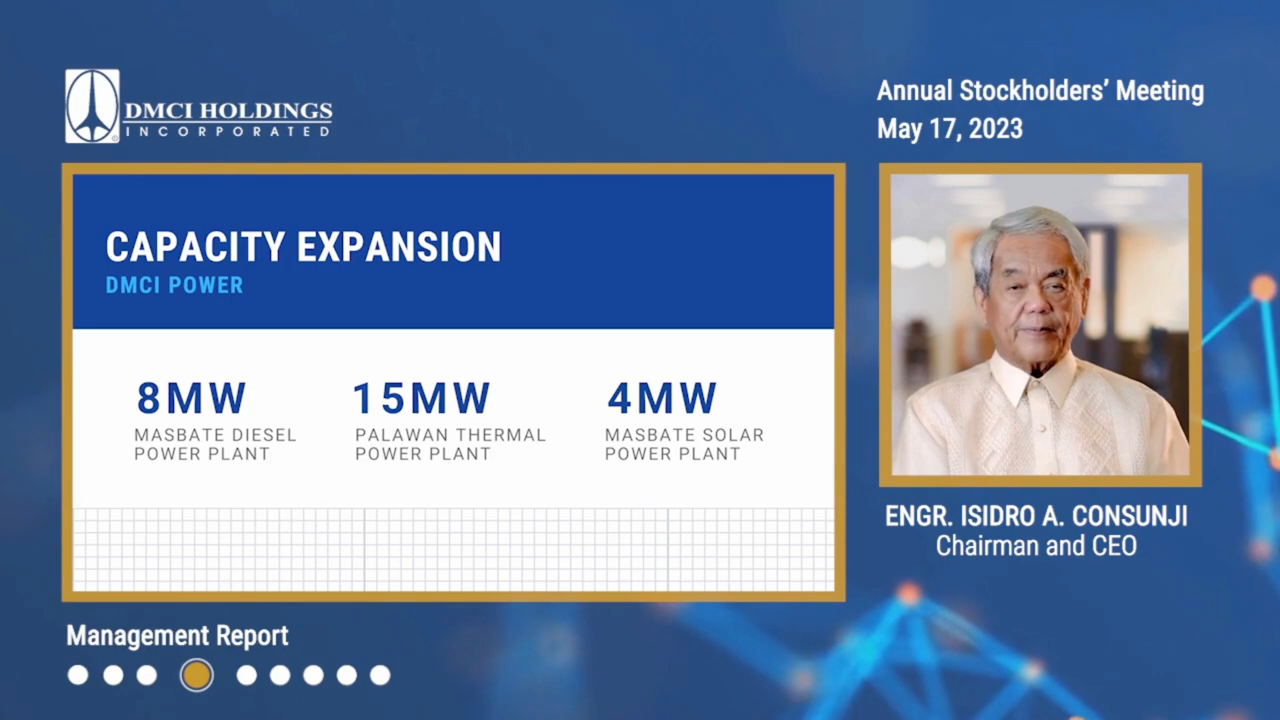 DMCI HOLDINGS
INCORPORATED
Annual Stockholders' Meeting
May 17, 2023
CAPACITY EXPANSION
DMCI POWER
8MW
MASBATE DIESEL
POWER PLANT
15MW
PALAWAN THERMAL
POWER PLANT
4MW
MASBATE SOLAR
POWER PLANT
ENGR. ISIDRO A. CONSUNJI
Chairman and CEO
Management Report